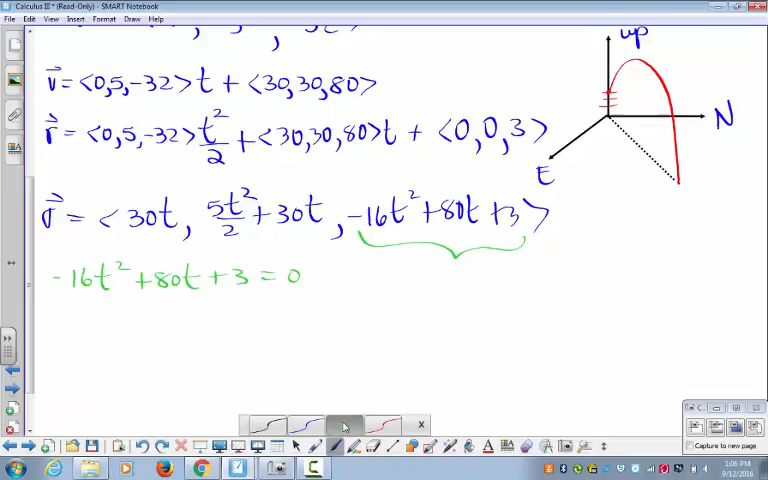 Calculus III * (Read-Only) - SMART Notebook
File Edit View Insert Format Draw Help
up
v⃗ = <0,5,-32>t + <30,30,80>
r⃗ = <0,5,-32> t²/2 + <30,30,80>t + <0,0,3>
N
E
r⃗ = < 30t, 5t²/2 + 30t, -16t² + 80t + 3 >
-16t² + 80t + 3 = 0
Capture to new page
1:06 PM
9/12/2016